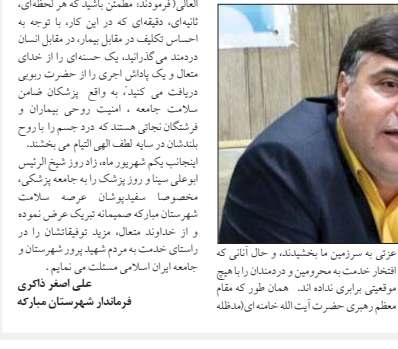 عزتی به سرزمین ما بخشیدند، و حال آنانی که
افتخار خدمت به محرومین و دردمندان را با هیچ
موقعیتی برابری نداده اند. همان طور که مقام
معظم رهبری حضرت آیت الله خامنه ای(مدظله
العالی) فرمودند: مطمئن باشید که هر لحظه‌ای،
ثانیه‌ای، دقیقه‌ای که در این کار، با توجه به
احساس تکلیف در مقابل بیمار، در مقابل انسان
دردمند می‌گذرانید، یک حسنه‌ای را از خدای
متعال و یک پاداش اجری را از حضرت ربوبی
دریافت می کنید"، به واقع پزشکان ضامن
سلامت جامعه ، امنیت روحی بیماران و
فرشتگان نجاتی هستند که درد جسم را با روح
بلندشان در سایه لطف الهی التیام می بخشند.
اینجانب یکم شهریور ماه، زاد روز شیخ الرئیس
ابوعلی سینا و روز پزشک را به جامعه پزشکی،
مخصوصا سفیدپوشان عرصه سلامت
شهرستان مبارکه صمیمانه تبریک عرض نموده
و از خداوند متعال، مزید توفیقاتشان را در
راستای خدمت به مردم شهید پرور شهرستان و
جامعه ایران اسلامی مسئلت می نمایم .
علی اصغر ذاکری
فرماندار شهرستان مبارکه